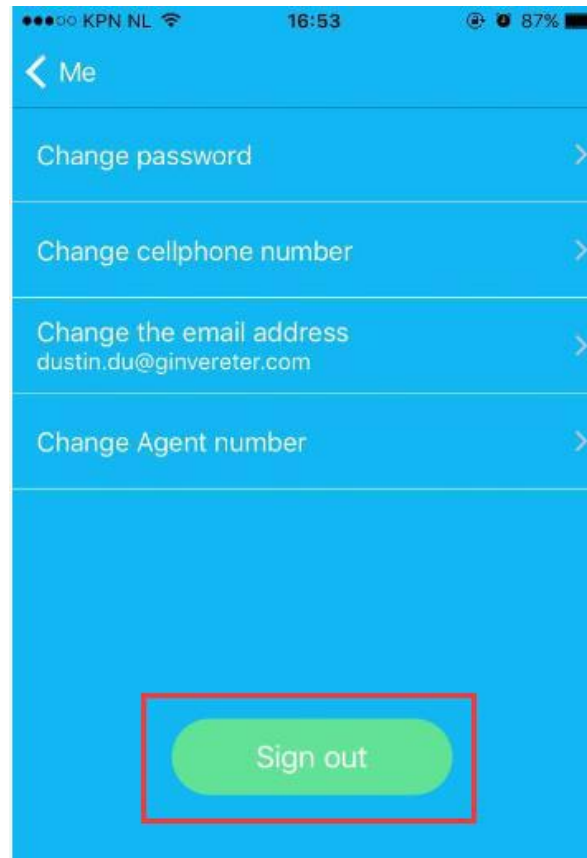 KPN NL 16:53 87%
Me
Change password
Change cellphone number
Change the email address
dustin.du@ginvereter.com
Change Agent number
Sign out